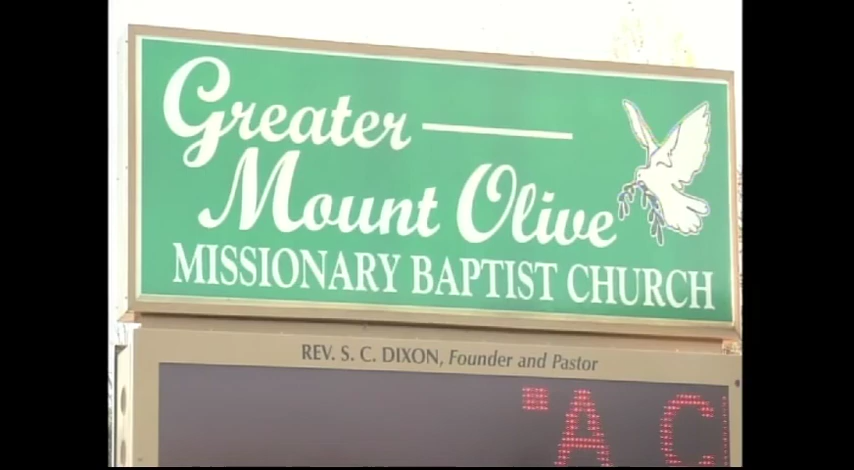 Greater
Mount Olive
MISSIONARY BAPTIST CHURCH
REV. S. C. DIXON, Founder and Pastor
"A C